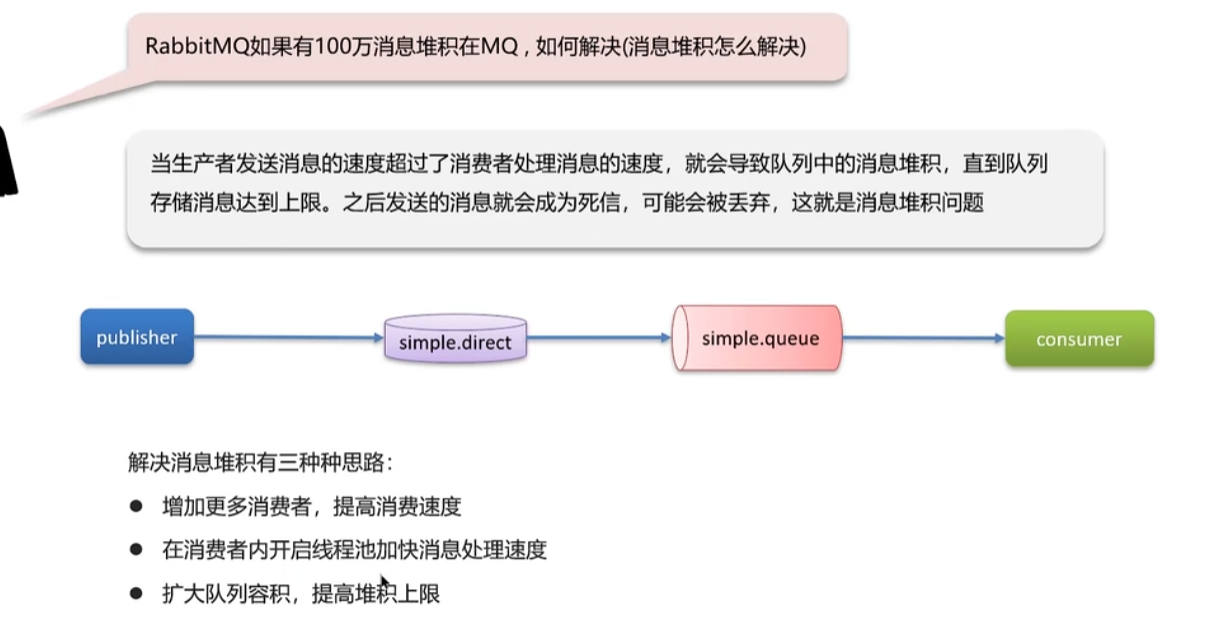 RabbitMQ如果有100万消息堆积在MQ , 如何解决(消息堆积怎么解决)
当生产者发送消息的速度超过了消费者处理消息的速度，就会导致队列中的消息堆积，直到队列
存储消息达到上限。之后发送的消息就会成为死信，可能会被丢弃，这就是消息堆积问题
publisher
simple.direct
simple.queue
consumer
解决消息堆积有三种种思路：
● 增加更多消费者，提高消费速度
● 在消费者内开启线程池加快消息处理速度
● 扩大队列容积，提高堆积上限